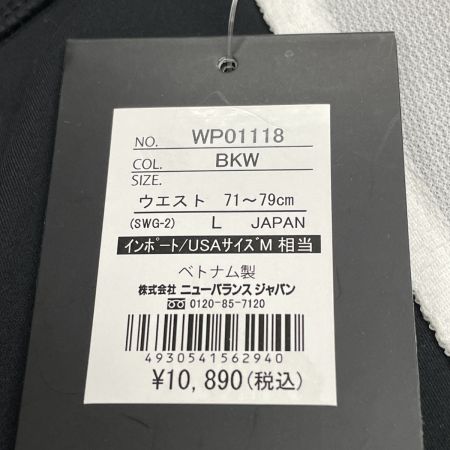 NO. WP01118
COL. BKW
SIZE.
ウエスト 71～79cm
(SWG-2) L JAPAN
インポート/USAサイズM 相当
ベトナム製
株式会社 ニューバランス ジャパン
0120-85-7120
4930541562940
¥10,890(税込)